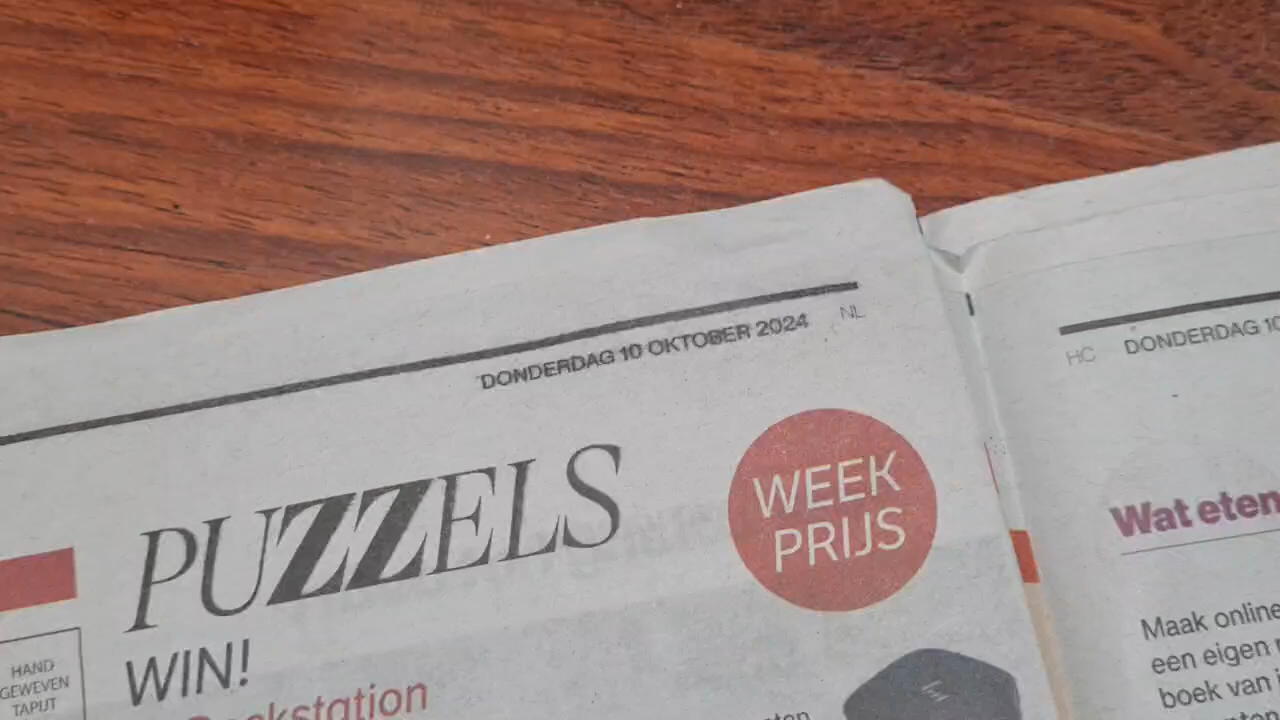 DONDERDAG 10 OKTOBER 2024 NL
PUZZELS
WEEK
PRIJS
WIN!
HAND
GEWEVEN
TAPIJT
HC DONDERDAG 10
Wat eten
Maak online
een eigen
boek van